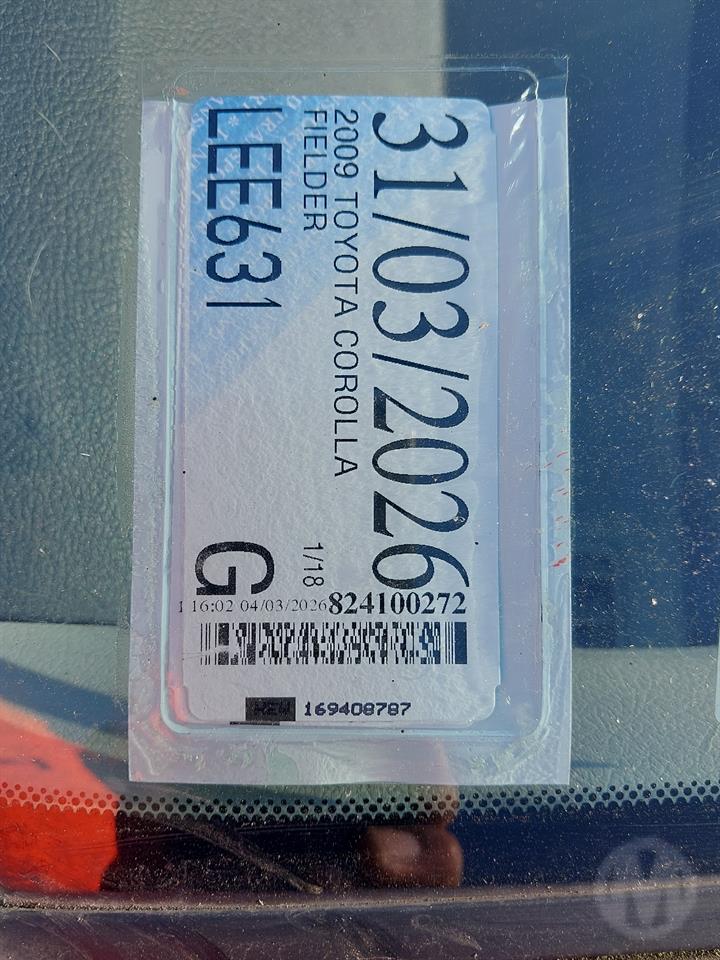 31/03/2026
2009 TOYOTA COROLLA
FIELDER
1/18
LEE631
G
1 16:02 04/03/2026 824100272
169408787
M